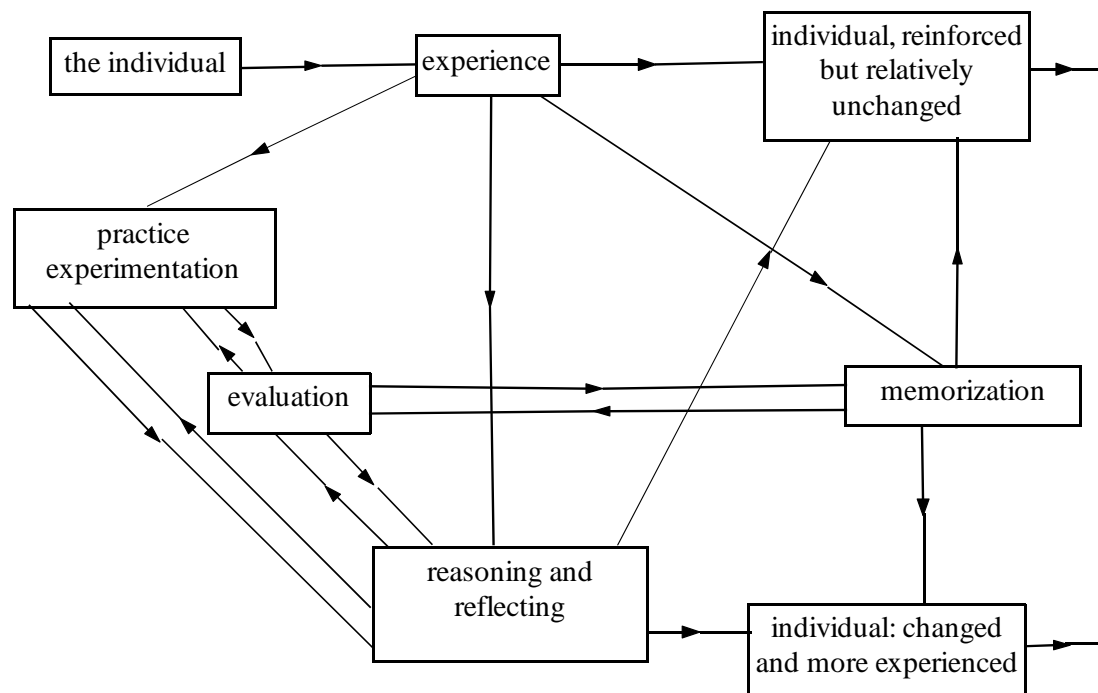 the individual
experience
individual, reinforced
but relatively
unchanged
practice
experimentation
evaluation
memorization
reasoning and
reflecting
individual: changed
and more experienced